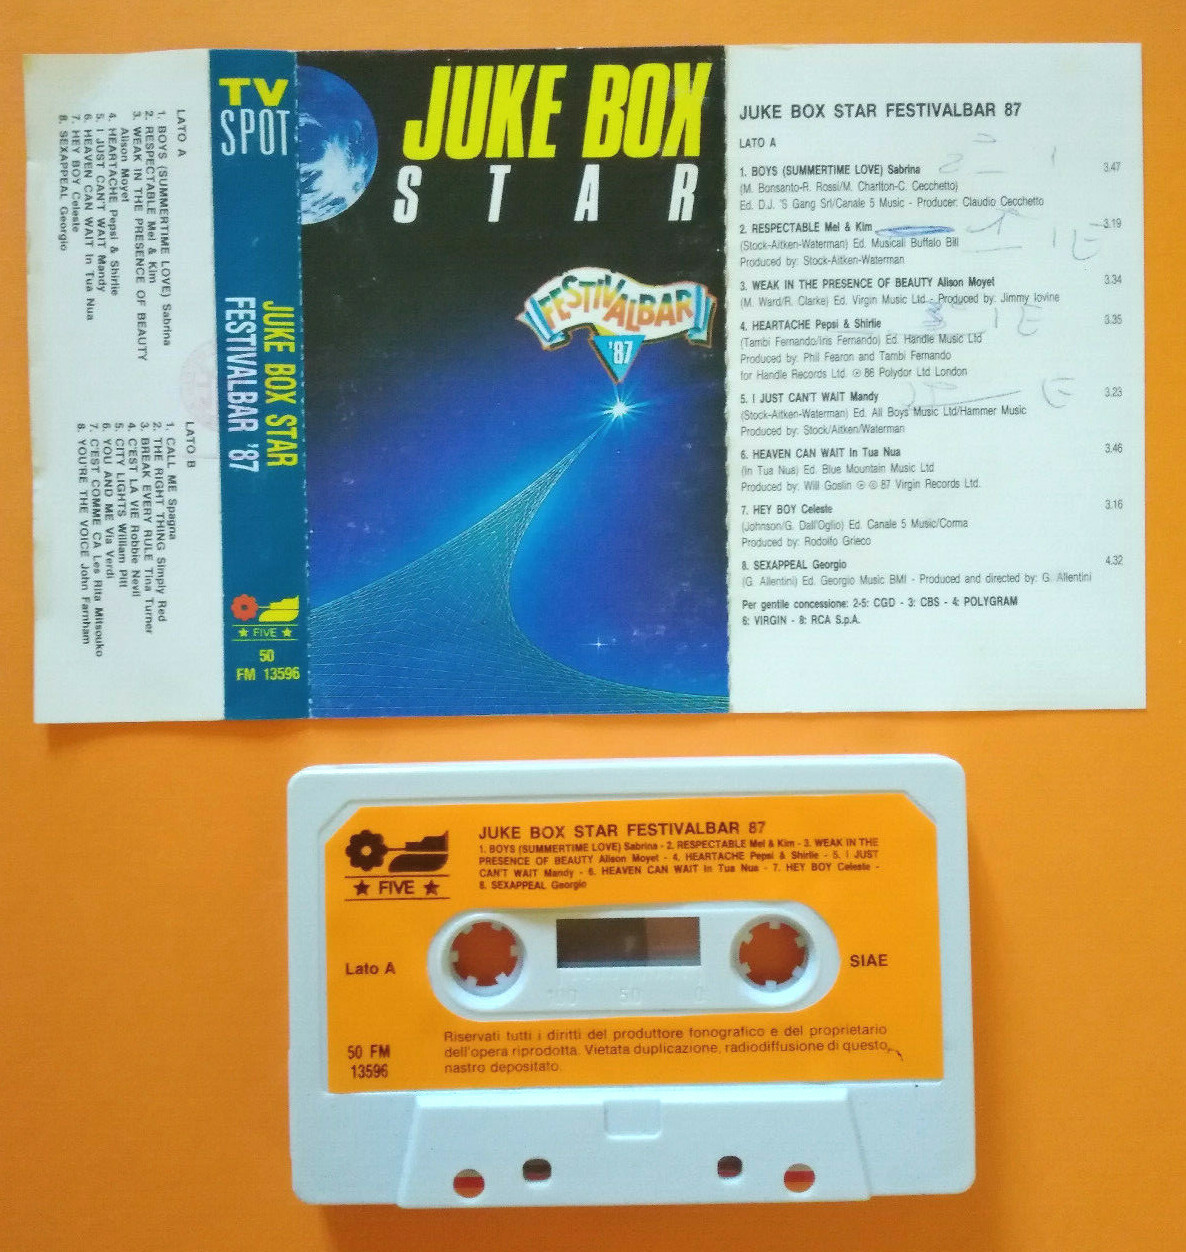 LATO A
1. BOYS (SUMMERTIME LOVE) Sabrina
2. RESPECTABLE Mel & Kim
3. WEAK IN THE PRESENCE OF BEAUTY
Alison Moyet
4. HEARTACHE Pepsi & Shirlie
5. I JUST CAN'T WAIT Mandy
6. HEAVEN CAN WAIT In Tua Nua
7. HEY BOY Celeste
8. SEXAPPEAL Georgio
LATO B
1. CALL ME Spagna
2. THE RIGHT THING Simply Red
3. BREAK EVERY RULE Tina Turner
4. C'EST LA VIE Robbie Nevil
5. CITY LIGHTS William Pitt
6. YOU AND ME Via Verdi
7. C'EST COMME CA Les Rita Mitsouko
8. YOU'RE THE VOICE John Farnham
TV
SPOT
JUKE BOX STAR
FESTIVALBAR '87
★ FIVE ★
50
FM 13596
JUKE BOX
STAR
FESTIVALBAR
'87
JUKE BOX STAR FESTIVALBAR 87
LATO A
1. BOYS (SUMMERTIME LOVE) Sabrina 3.47
(M. Bonsanto-R. Rossi/M. Charlton-C. Cecchetto)
Ed. D.J. 'S Gang Srl/Canale 5 Music - Producer: Claudio Cecchetto
2. RESPECTABLE Mel & Kim 3.19
(Stock-Aitken-Waterman) Ed. Musicali Buffalo Bill
Produced by: Stock-Aitken-Waterman
3. WEAK IN THE PRESENCE OF BEAUTY Alison Moyet 3.34
(M. Ward/R. Clarke) Ed. Virgin Music Ltd - Produced by: Jimmy Iovine
4. HEARTACHE Pepsi & Shirlie 3.35
(Tambi Fernando/Iris Fernando) Ed. Handle Music Ltd
Produced by: Phil Fearon and Tambi Fernando
for Handle Records Ltd. ℗ 86 Polydor Ltd London
5. I JUST CAN'T WAIT Mandy 3.23
(Stock-Aitken-Waterman) Ed. All Boys Music Ltd/Hammer Music
Produced by: Stock/Aitken/Waterman
6. HEAVEN CAN WAIT In Tua Nua 3.46
(In Tua Nua) Ed. Blue Mountain Music Ltd
Produced by: Will Goslin ℗ © 87 Virgin Records Ltd.
7. HEY BOY Celeste 3.16
(Johnson/G. Dall'Oglio) Ed. Canale 5 Music/Corma
Produced by: Rodolfo Grieco
8. SEXAPPEAL Georgio 4.32
(G. Allentini) Ed. Georgio Music BMI - Produced and directed by: G. Allentini
Per gentile concessione: 2-5: CGD - 3: CBS - 4: POLYGRAM
6: VIRGIN - 8: RCA S.p.A.
★ FIVE ★
JUKE BOX STAR FESTIVALBAR 87
1. BOYS (SUMMERTIME LOVE) Sabrina - 2. RESPECTABLE Mel & Kim - 3. WEAK IN THE
PRESENCE OF BEAUTY Alison Moyet - 4. HEARTACHE Pepsi & Shirlie - 5. I JUST
CAN'T WAIT Mandy - 6. HEAVEN CAN WAIT In Tua Nua - 7. HEY BOY Celeste -
8. SEXAPPEAL Georgio
Lato A
SIAE
100 50 0
50 FM
13596
Riservati tutti i diritti del produttore fonografico e del proprietario
dell'opera riprodotta. Vietata duplicazione, radiodiffusione di questo
nastro depositato.